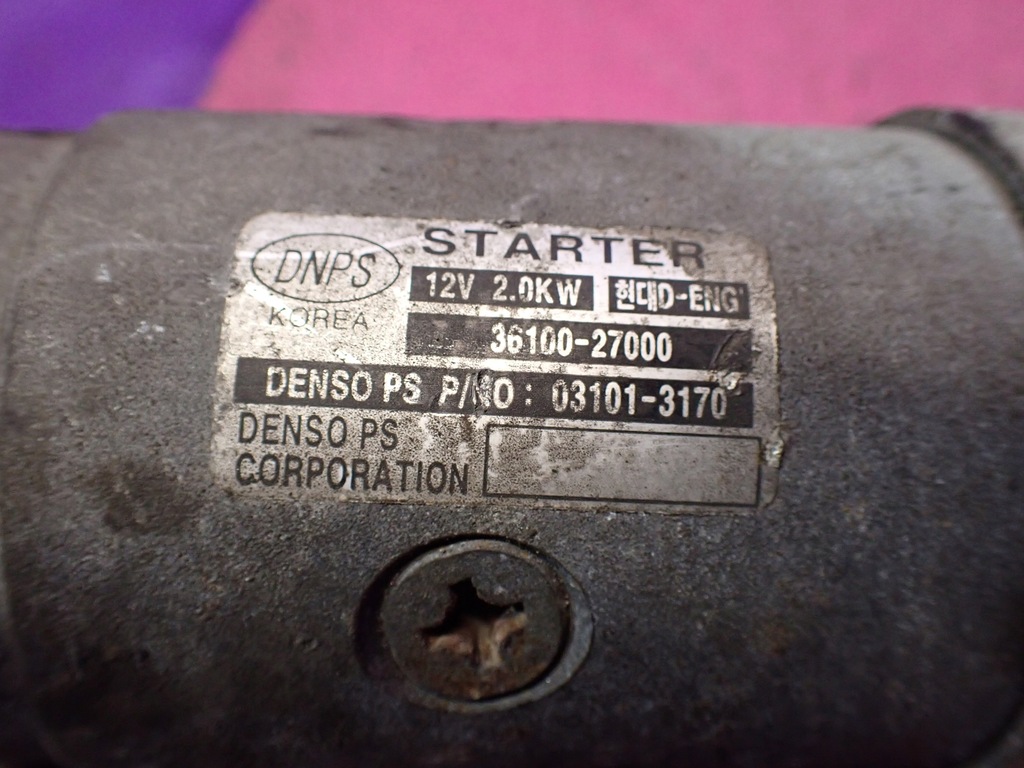 DNPS
KOREA
STARTER
12V 2.0KW 현대D-ENG'
36100-27000
DENSO PS P/NO : 03101-3170
DENSO PS
CORPORATION